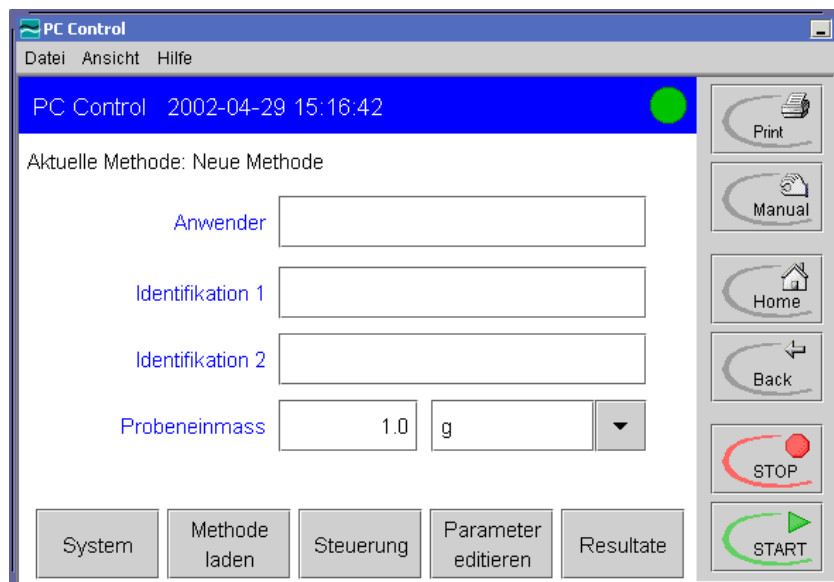 PC Control
Datei Ansicht Hilfe
PC Control 2002-04-29 15:16:42
Aktuelle Methode: Neue Methode
Anwender
Identifikation 1
Identifikation 2
Probeneinmass 1.0 g
System
Methode
laden
Steuerung
Parameter
editieren
Resultate
Print
Manual
Home
Back
STOP
START